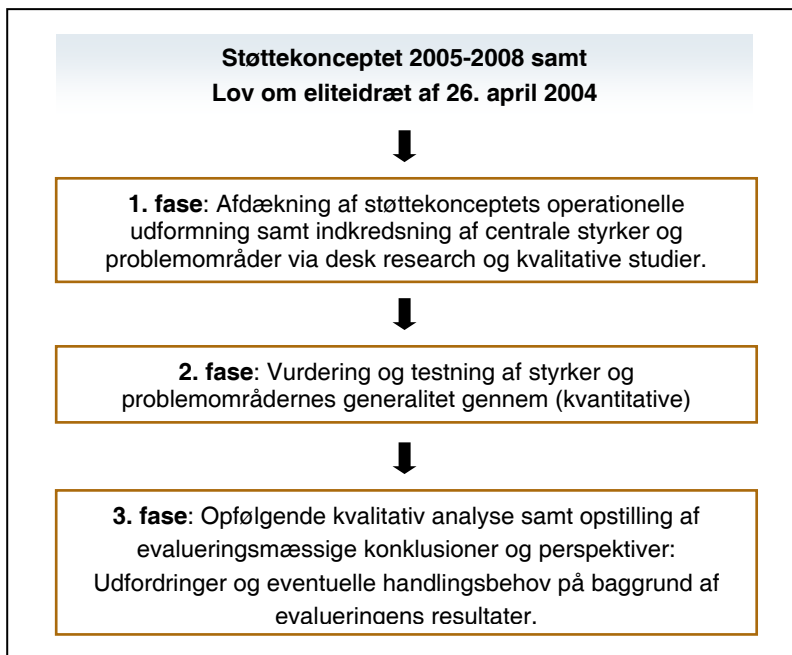 Støttekonceptet 2005-2008 samt
Lov om eliteidræt af 26. april 2004
1. fase: Afdækning af støttekonceptets operationelle
udformning samt indkredsning af centrale styrker og
problemområder via desk research og kvalitative studier.
2. fase: Vurdering og testning af styrker og
problemområdernes generalitet gennem (kvantitative)
3. fase: Opfølgende kvalitativ analyse samt opstilling af
evalueringsmæssige konklusioner og perspektiver:
Udfordringer og eventuelle handlingsbehov på baggrund af
evalueringens resultater.